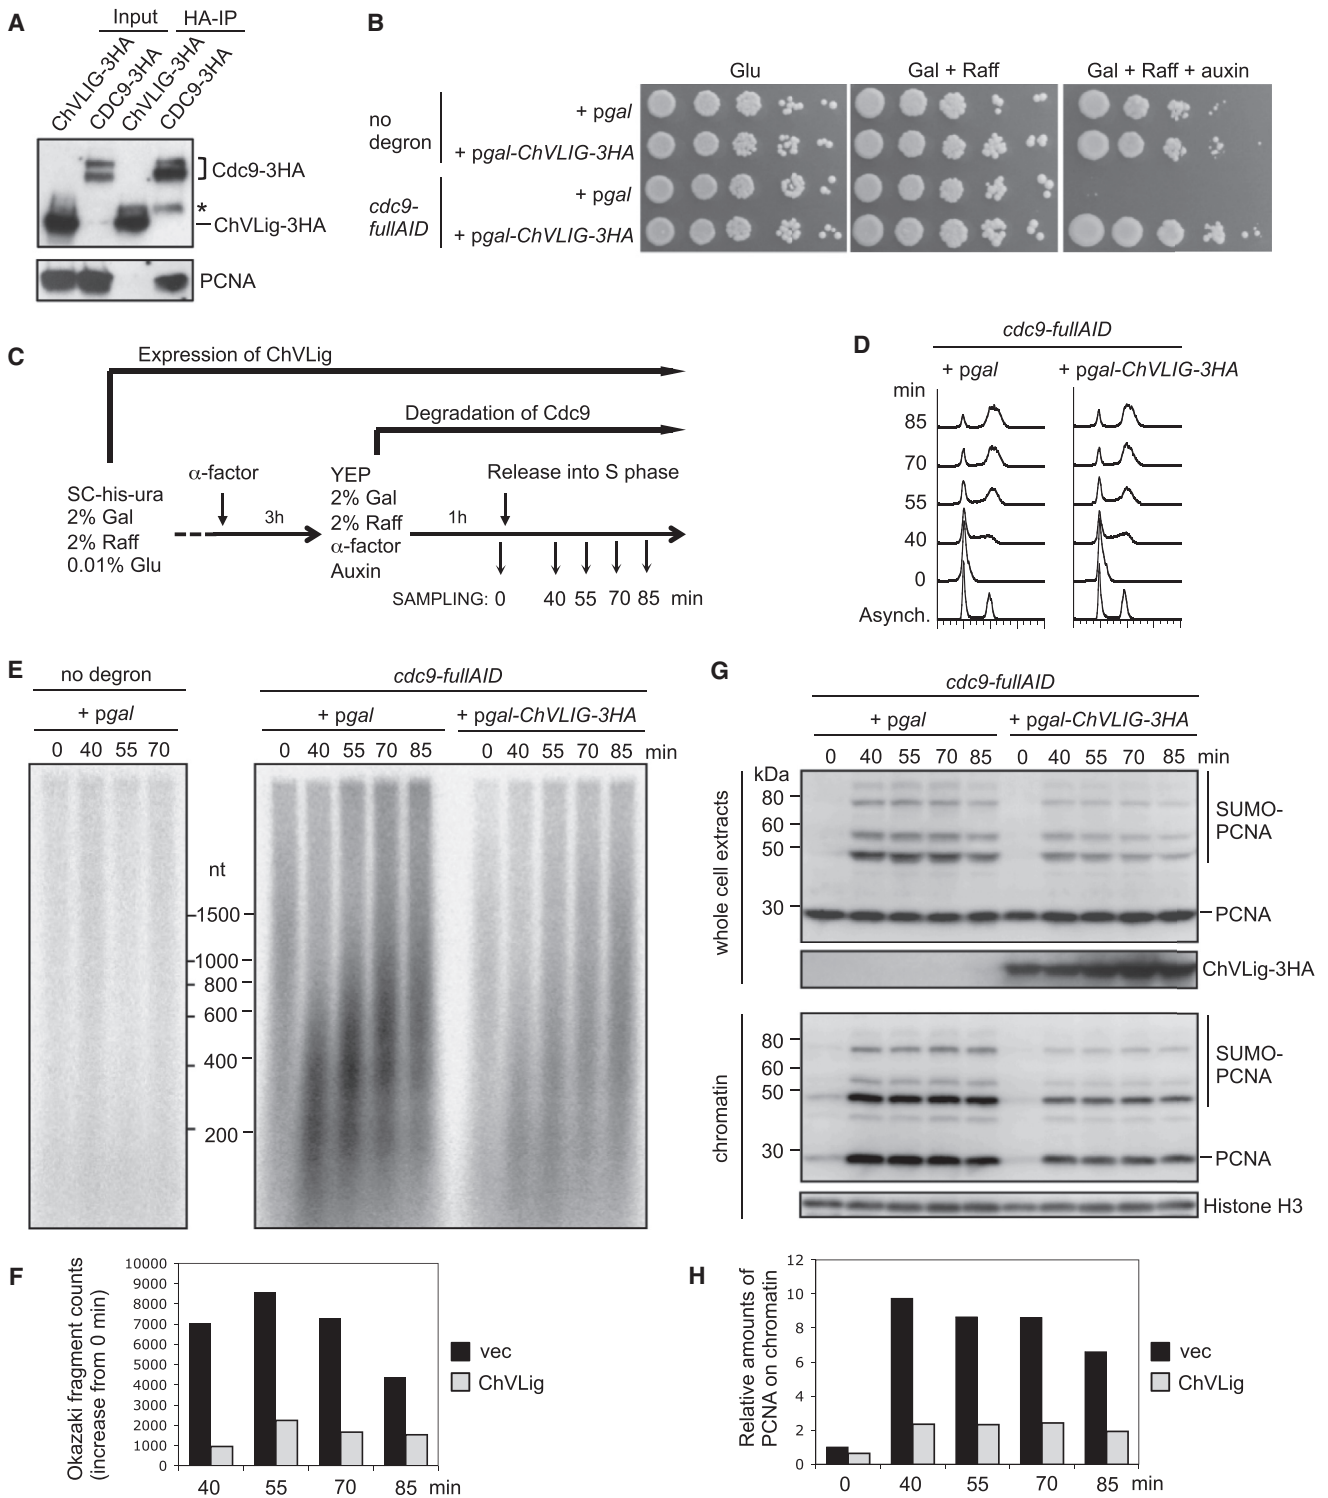 A
Input
HA-IP
ChVLIG-3HA
CDC9-3HA
ChVLIG-3HA
CDC9-3HA
Cdc9-3HA
*
ChVLig-3HA
PCNA
B
Glu
Gal + Raff
Gal + Raff + auxin
no degron
+ pgal
+ pgal-ChVLIG-3HA
cdc9-fullAID
+ pgal
+ pgal-ChVLIG-3HA
C
Expression of ChVLig
Degradation of Cdc9
α-factor
Release into S phase
SC-his-ura
2% Gal
2% Raff
0.01% Glu
3h
YEP
2% Gal
2% Raff
α-factor
Auxin
1h
SAMPLING: 0 40 55 70 85 min
D
cdc9-fullAID
+ pgal
+ pgal-ChVLIG-3HA
min
85
70
55
40
0
Asynch.
E
no degron
+ pgal
0 40 55 70
cdc9-fullAID
+ pgal
+ pgal-ChVLIG-3HA
0 40 55 70 85 0 40 55 70 85 min
nt
1500
1000
800
600
400
200
F
Okazaki fragment counts
(increase from 0 min)
10000
9000
8000
7000
6000
5000
4000
3000
2000
1000
0
40 55 70 85 min
vec
ChVLig
G
cdc9-fullAID
+ pgal
+ pgal-ChVLIG-3HA
0 40 55 70 85 0 40 55 70 85 min
whole cell extracts
kDa
80
60
50
30
SUMO-
PCNA
PCNA
ChVLig-3HA
chromatin
80
60
50
30
SUMO-
PCNA
PCNA
Histone H3
H
Relative amounts of
PCNA on chromatin
12
10
8
6
4
2
0
0 40 55 70 85 min
vec
ChVLig